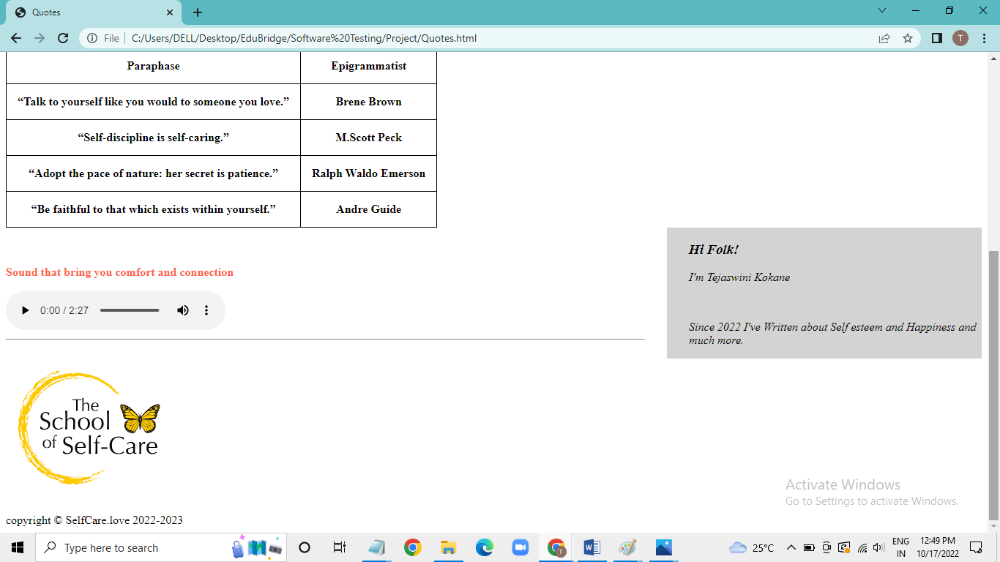 Quotes
File
C:/Users/DELL/Desktop/EduBridge/Software%20Testing/Project/Quotes.html
T
Paraphase Epigrammatist
“Talk to yourself like you would to someone you love.” Brene Brown
“Self-discipline is self-caring.” M.Scott Peck
“Adopt the pace of nature: her secret is patience.” Ralph Waldo Emerson
“Be faithful to that which exists within yourself.” Andre Guide
Sound that bring you comfort and connection
0:00 / 2:27
Hi Folk!
I'm Tejaswini Kokane
Since 2022 I've Written about Self esteem and Happiness and
much more.
The
School
of Self-Care
copyright © SelfCare.love 2022-2023
Activate Windows
Go to Settings to activate Windows.
Type here to search
T
W
25°C
ENG
IN
12:49 PM
10/17/2022